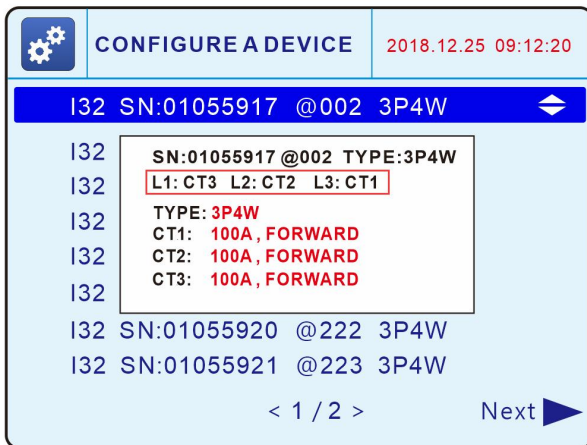 CONFIGURE A DEVICE
2018.12.25 09:12:20
I32 SN:01055917 @002 3P4W
I32
I32
I32
I32
I32
SN:01055917 @002 TYPE:3P4W
L1: CT3 L2: CT2 L3: CT1
TYPE: 3P4W
CT1: 100A, FORWARD
CT2: 100A, FORWARD
CT3: 100A, FORWARD
I32 SN:01055920 @222 3P4W
I32 SN:01055921 @223 3P4W
< 1 / 2 >
Next